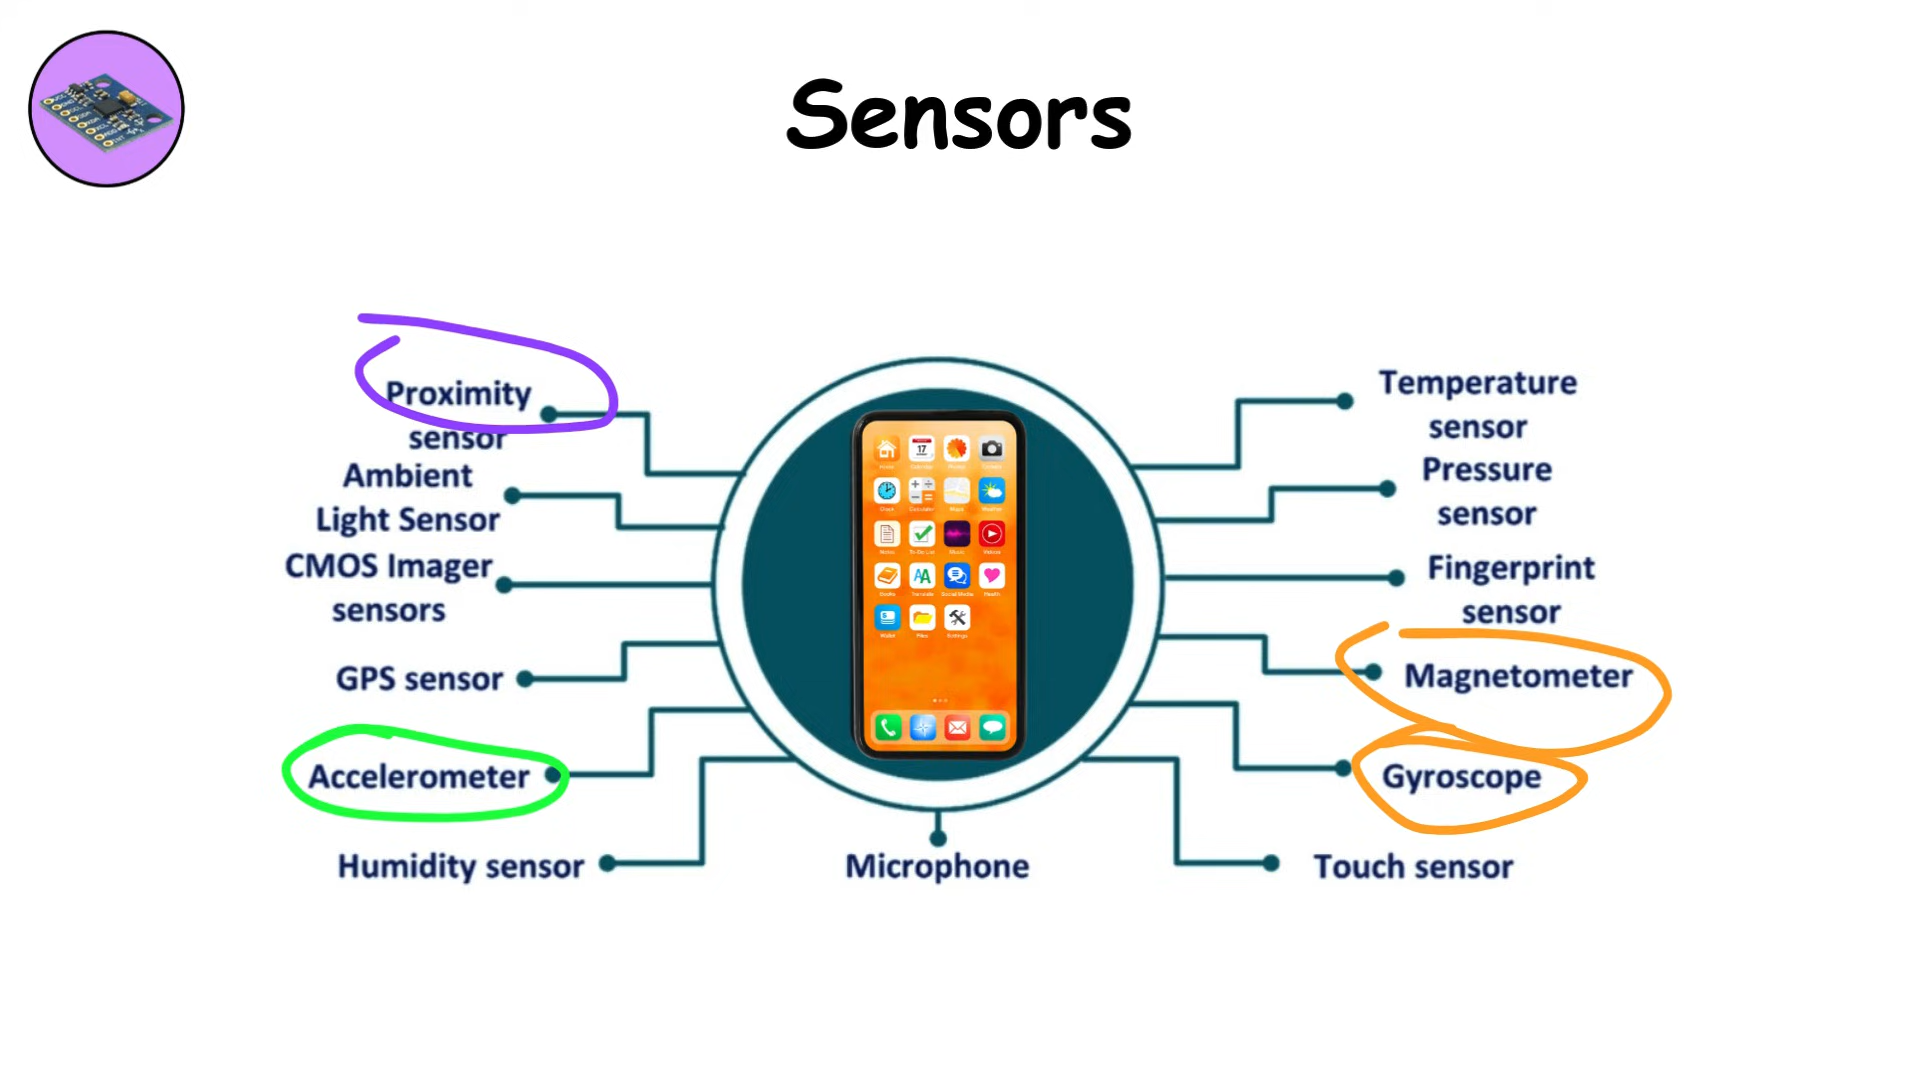 Sensors
Proximity
sensor
Ambient
Light Sensor
CMOS Imager
sensors
GPS sensor
Accelerometer
Humidity sensor
Microphone
Temperature
sensor
Pressure
sensor
Fingerprint
sensor
Magnetometer
Gyroscope
Touch sensor
17